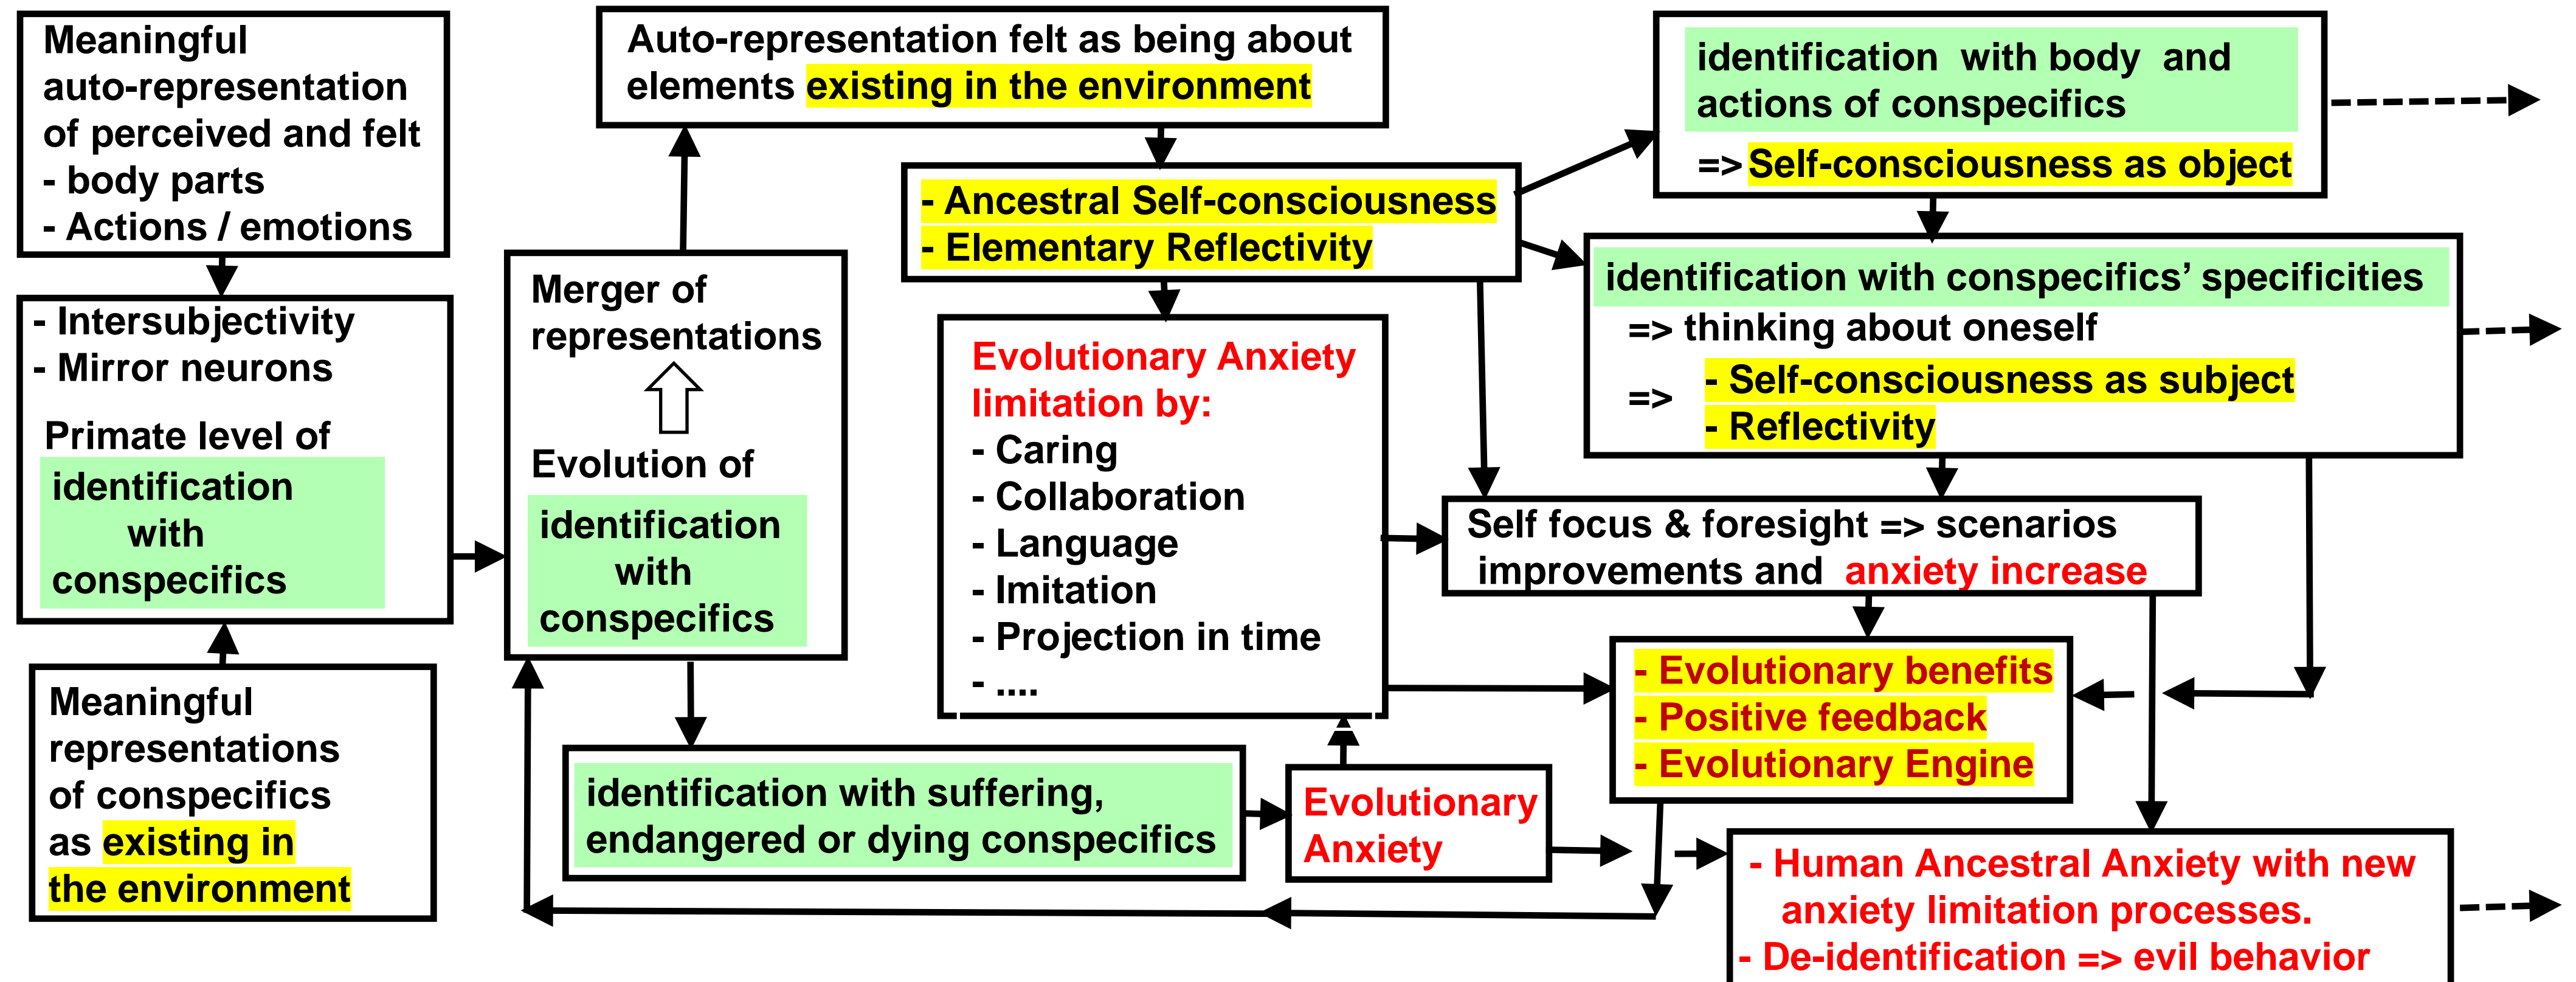 Meaningful
auto-representation
of perceived and felt
- body parts
- Actions / emotions
- Intersubjectivity
- Mirror neurons
Primate level of
identification
with
conspecifics
Meaningful
representations
of conspecifics
as existing in
the environment
Merger of
representations
Evolution of
identification
with
conspecifics
Auto-representation felt as being about
elements existing in the environment
- Ancestral Self-consciousness
- Elementary Reflectivity
Evolutionary Anxiety
limitation by:
- Caring
- Collaboration
- Language
- Imitation
- Projection in time
- ....
identification with suffering,
endangered or dying conspecifics
Evolutionary
Anxiety
identification with body and
actions of conspecifics
=> Self-consciousness as object
identification with conspecifics’ specificities
=> thinking about oneself
=> - Self-consciousness as subject
- Reflectivity
Self focus & foresight => scenarios
improvements and anxiety increase
- Evolutionary benefits
- Positive feedback
- Evolutionary Engine
- Human Ancestral Anxiety with new
anxiety limitation processes.
- De-identification => evil behavior